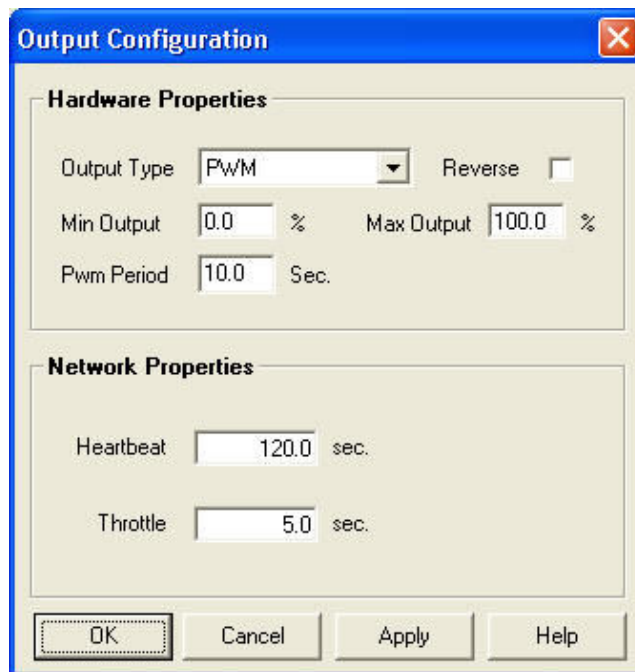 Output Configuration
Hardware Properties
Output Type PWM Reverse
Min Output 0.0 % Max Output 100.0 %
Pwm Period 10.0 Sec.
Network Properties
Heartbeat 120.0 sec.
Throttle 5.0 sec.
OK Cancel Apply Help